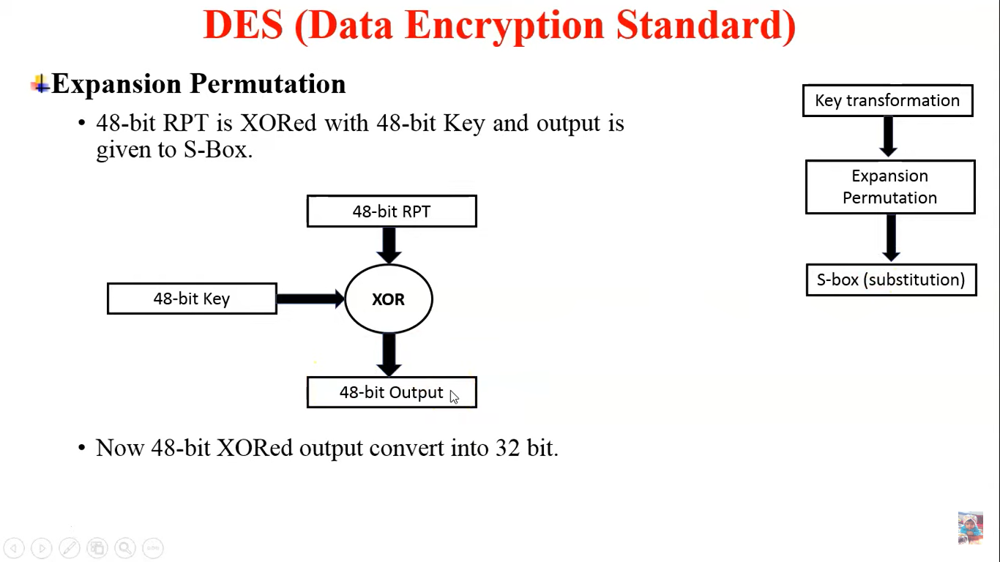 DES (Data Encryption Standard)
Expansion Permutation
• 48-bit RPT is XORed with 48-bit Key and output is
given to S-Box.
48-bit RPT
48-bit Key
XOR
48-bit Output
• Now 48-bit XORed output convert into 32 bit.
Key transformation
Expansion
Permutation
S-box (substitution)